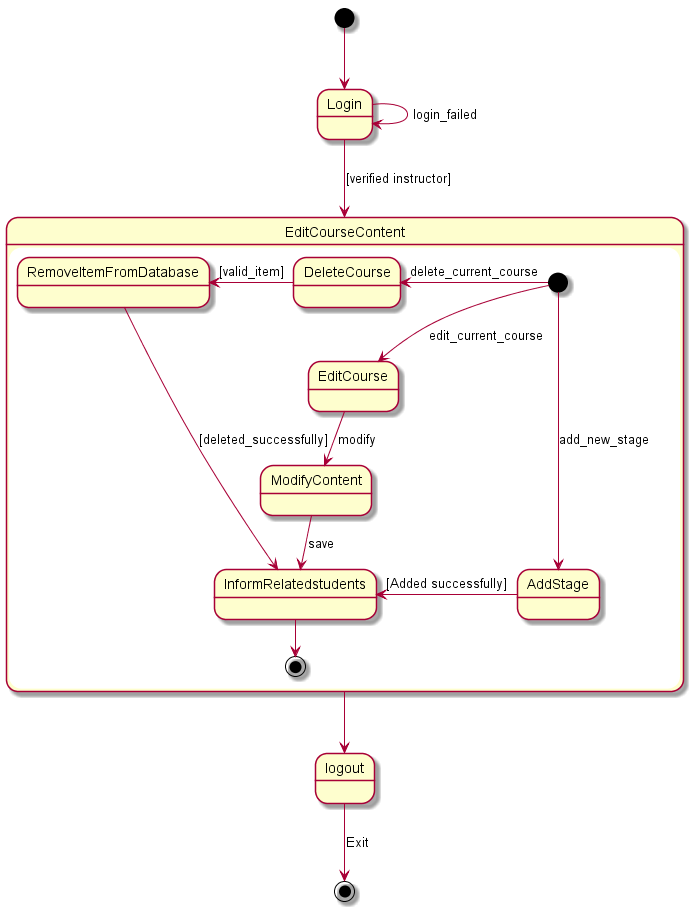 Login
login_failed
[verified instructor]
EditCourseContent
RemoveItemFromDatabase
[valid_item]
DeleteCourse
delete_current_course
edit_current_course
EditCourse
[deleted_successfully]
modify
add_new_stage
ModifyContent
save
InformRelatedstudents
[Added successfully]
AddStage
logout
Exit